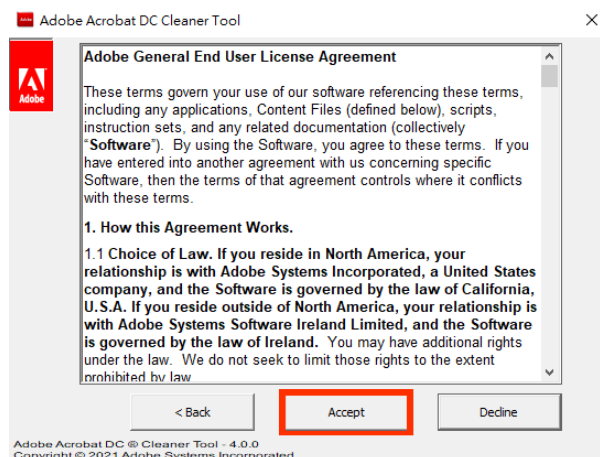 Adobe Acrobat DC Cleaner Tool
Adobe
Adobe General End User License Agreement
These terms govern your use of our software referencing these terms,
including any applications, Content Files (defined below), scripts,
instruction sets, and any related documentation (collectively
“Software”).  By using the Software, you agree to these terms.  If you
have entered into another agreement with us concerning specific
Software, then the terms of that agreement controls where it conflicts
with these terms.
1. How this Agreement Works.
1.1 Choice of Law. If you reside in North America, your
relationship is with Adobe Systems Incorporated, a United States
company, and the Software is governed by the law of California,
U.S.A. If you reside outside of North America, your relationship is
with Adobe Systems Software Ireland Limited, and the Software
is governed by the law of Ireland.  You may have additional rights
under the law.  We do not seek to limit those rights to the extent
prohibited by law
< Back
Accept
Decline
Adobe Acrobat DC ® Cleaner Tool - 4.0.0
Copyright © 2021 Adobe Systems Incorporated